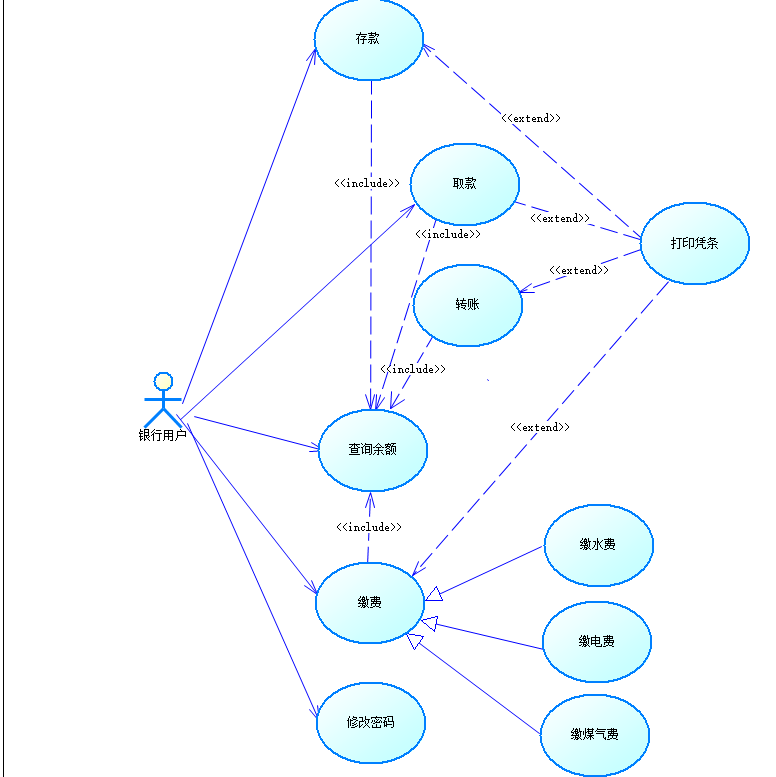 存款
<<extend>>
<<include>>
取款
<<extend>>
<<include>>
打印凭条
<<extend>>
转账
<<include>>
银行用户
<<extend>>
查询余额
<<include>>
缴水费
缴费
缴电费
修改密码
缴煤气费